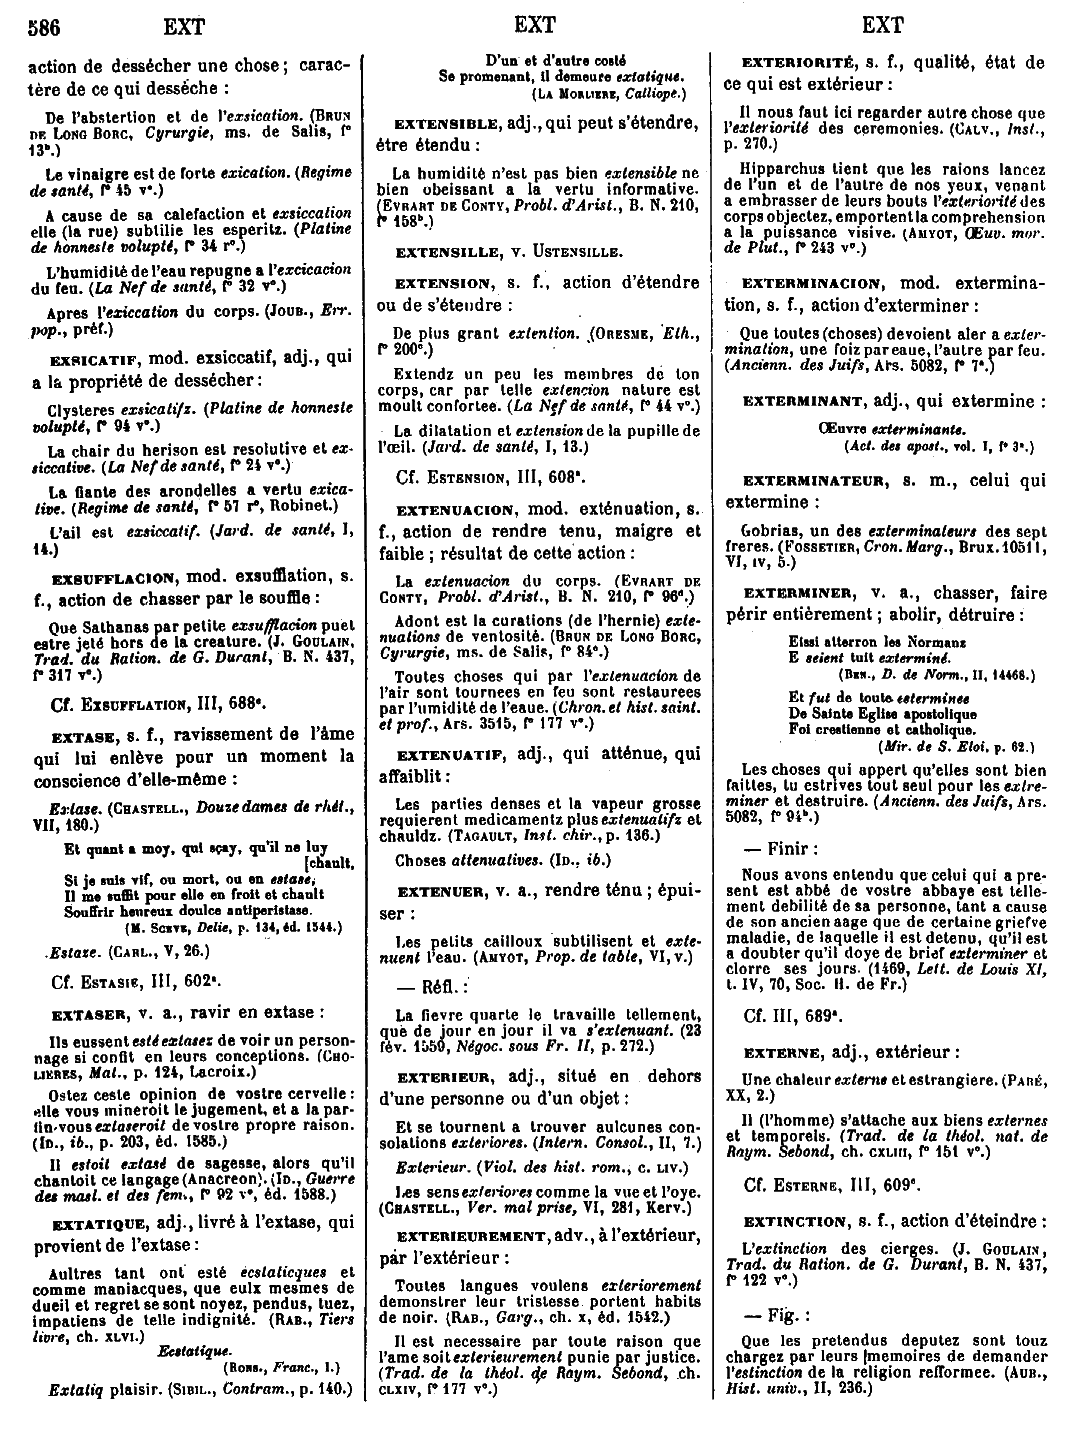 586 EXT EXT EXT
action de dessécher une chose ; carac-
tère de ce qui dessèche :
De l'abstertion et de l'exsication. (BRUN
DE LONG BORC, Cyrurgie, ms. de Salis, f°
13ᵇ.)
Le vinaigre est de forte exication. (Regime
de santé, f° 45 v°.)
A cause de sa calefaction et exsiccation
elle (la rue) subtilie les esperitz. (Platine
de honneste volupté, f° 34 r°.)
L'humidité de l'eau repugne a l'excicacion
du feu. (La Nef de santé, f° 32 v°.)
Apres l'exiccation du corps. (JOUB., Err.
pop., préf.)
EXSICATIF, mod. exsiccatif, adj., qui
a la propriété de dessécher :
Clysteres exsicatifz. (Platine de honneste
volupté, f° 94 v°.)
La chair du herison est resolutive et ex-
siccative. (La Nef de santé, f° 24 v°.)
La fiante des arondelles a vertu exica-
tive. (Regime de santé, f° 57 r°, Robinet.)
L'ail est exsiccatif. (Jard. de santé, I,
14.)
EXSUFFLACION, mod. exsufflation, s.
f., action de chasser par le souffle :
Que Sathanas par petite exsufflacion puet
estre jeté hors de la creature. (J. GOULAIN,
Trad. du Ration. de G. Durant, B. N. 437,
f° 317 v°.)
Cf. EXSUFFLATION, III, 688ᵃ.
EXTASE, s. f., ravissement de l'âme
qui lui enlève pour un moment la
conscience d'elle-même :
Extase. (CHASTELL., Douze dames de rhét.,
VII, 180.)
Et quant a moy, qui sçay, qu'il ne luy
[chault,
Si je suis vif, ou mort, ou en estase,
Il me suffit pour elle en froit et chault
Souffrir heureux doulce antiperistase.
(M. SCEVE, Delie, p. 134, éd. 1544.)
Estaze. (CARL., V, 26.)
Cf. ESTASIE, III, 602ᵃ.
EXTASER, v. a., ravir en extase :
Ils eussent esté extasez de voir un person-
nage si confit en leurs conceptions. (CHO-
LIERES, Mat., p. 124, Lacroix.)
Ostez ceste opinion de vostre cervelle :
elle vous mineroit le jugement, et a la par-
fin vous extaseroit de vostre propre raison.
(ID., ib., p. 203, éd. 1585.)
Il estoit extasé de sagesse, alors qu'il
chantoit ce langage (Anacreon). (ID., Guerre
des masl. et des fem., f° 92 v°, éd. 1588.)
EXTATIQUE, adj., livré à l'extase, qui
provient de l'extase :
Aultres tant ont esté ecstaticques et
comme maniacques, que eulx mesmes de
dueil et regret se sont noyez, pendus, tuez,
impatiens de telle indignité. (RAB., Tiers
livre, ch. XLVI.)
Ecstatique.
(RONS., Franc., I.)
Extatiq plaisir. (SIBIL., Contram., p. 140.)
D'un et d'autre costé
Se promenant, il demeure extatique.
(LA MORLIERE, Calliope.)
EXTENSIBLE, adj., qui peut s'étendre,
être étendu :
La humidité n'est pas bien extensible ne
bien obeissant a la vertu informative.
(EVRART DE CONTY, Probl. d'Arist., B. N. 210,
f° 158ᵇ.)
EXTENSILLE, v. USTENSILLE.
EXTENSION, s. f., action d'étendre
ou de s'étendre :
De plus grant extention. (ORESME, Eth.,
f° 200ᶜ.)
Extendz un peu les membres de ton
corps, car par telle extencion nature est
moult confortee. (La Nef de santé, f° 44 v°.)
La dilatation et extension de la pupille de
l'œil. (Jard. de santé, I, 13.)
Cf. ESTENSION, III, 608ᵃ.
EXTENUACION, mod. exténuation, s.
f., action de rendre tenu, maigre et
faible ; résultat de cette action :
La extenuacion du corps. (EVRART DE
CONTY, Probl. d'Arist., B. N. 210, f° 96ᵈ.)
Adont est la curations (de l'hernie) exte-
nuations de ventosité. (BRUN DE LONG BORC,
Cyrurgie, ms. de Salis, f° 84ᶜ.)
Toutes choses qui par l'extenuacion de
l'air sont tournees en feu sont restaurees
par l'umidité de l'eaue. (Chron. et hist. saint.
et prof., Ars. 3515, f° 177 v°.)
EXTENUATIF, adj., qui atténue, qui
affaiblit :
Les parties denses et la vapeur grosse
requierent medicamentz plus extenuatifz et
chauldz. (TAGAULT, Inst. chir., p. 136.)
Choses attenuatives. (ID., ib.)
EXTENUER, v. a., rendre ténu ; épui-
ser :
Les petits cailloux subtilisent et exte-
nuent l'eau. (AMYOT, Prop. de table, VI, v.)
— Réfl. :
La fievre quarte le travaille tellement,
que de jour en jour il va s'extenuant. (23
fév. 1559, Négoc. sous Fr. II, p. 272.)
EXTERIEUR, adj., situé en dehors
d'une personne ou d'un objet :
Et se tournent a trouver aulcunes con-
solations exteriores. (Intern. Consol., II, 7.)
Exterieur. (Viol. des hist. rom., c. LIV.)
Les sens exteriores comme la vue et l'oye.
(CHASTELL., Ver. mal prise, VI, 281, Kerv.)
EXTERIEUREMENT, adv., à l'extérieur,
par l'extérieur :
Toutes langues voulens exteriorement
demonstrer leur tristesse portent habits
de noir. (RAB., Garg., ch. X, éd. 1542.)
Il est necessaire par toute raison que
l'ame soit exterieurement punie par justice.
(Trad. de la théol. de Raym. Sebond, ch.
CLXIV, f° 177 v°.)
EXTERIORITÉ, s. f., qualité, état de
ce qui est extérieur :
Il nous faut ici regarder autre chose que
l'exteriorité des ceremonies. (CALV., Inst.,
p. 270.)
Hipparchus tient que les raions lancez
de l'un et de l'autre de nos yeux, venant
a embrasser de leurs bouts l'exteriorité des
corps objectez, emportent la comprehension
a la puissance visive. (AMYOT, Œuv. mor.
de Plut., f° 243 v°.)
EXTERMINACION, mod. extermina-
tion, s. f., action d'exterminer :
Que toutes (choses) devoient aler a exter-
mination, une foiz par eaue, l'autre par feu.
(Ancienn. des Juifs, Ars. 5082, f° 7ᵃ.)
EXTERMINANT, adj., qui extermine :
Œuvre exterminante.
(Act. des apost., vol. I, f° 3ᵃ.)
EXTERMINATEUR, s. m., celui qui
extermine :
Gobrias, un des exterminateurs des sept
freres. (FOSSETIER, Cron. Marg., Brux. 10511,
VI, IV, 5.)
EXTERMINER, v. a., chasser, faire
périr entièrement ; abolir, détruire :
Eissi atterron les Normanz
E seient tuit exterminé.
(BEN., D. de Norm., II, 14468.)
Et fut de toute esterminee
De Sainte Eglise apostolique
Foi crestienne et catholique.
(Mir. de S. Eloi, p. 62.)
Les choses qui appert qu'elles sont bien
faittes, tu estrives tout seul pour les extre-
miner et destruire. (Ancienn. des Juifs, Ars.
5082, f° 94ᵇ.)
— Finir :
Nous avons entendu que celui qui a pre-
sent est abbé de vostre abbaye est telle-
ment debilité de sa personne, tant a cause
de son ancien aage que de certaine griefve
maladie, de laquelle il est detenu, qu'il est
a doubter qu'il doye de brief exterminer et
clorre ses jours. (1469, Lett. de Louis XI,
t. IV, 70, Soc. H. de Fr.)
Cf. III, 689ᵃ.
EXTERNE, adj., extérieur :
Une chaleur externe et estrangiere. (PARÉ,
XX, 2.)
Il (l'homme) s'attache aux biens externes
et temporels. (Trad. de la théol. nat. de
Raym. Sebond, ch. CXLIII, f° 151 v°.)
Cf. ESTERNE, III, 609ᶜ.
EXTINCTION, s. f., action d'éteindre :
L'extinction des cierges. (J. GOULAIN,
Trad. du Ration. de G. Durant, B. N. 437,
f° 122 v°.)
— Fig. :
Que les pretendus deputez sont touz
chargez par leurs memoires de demander
l'estinction de la religion refformee. (AUB.,
Hist. univ., II, 236.)